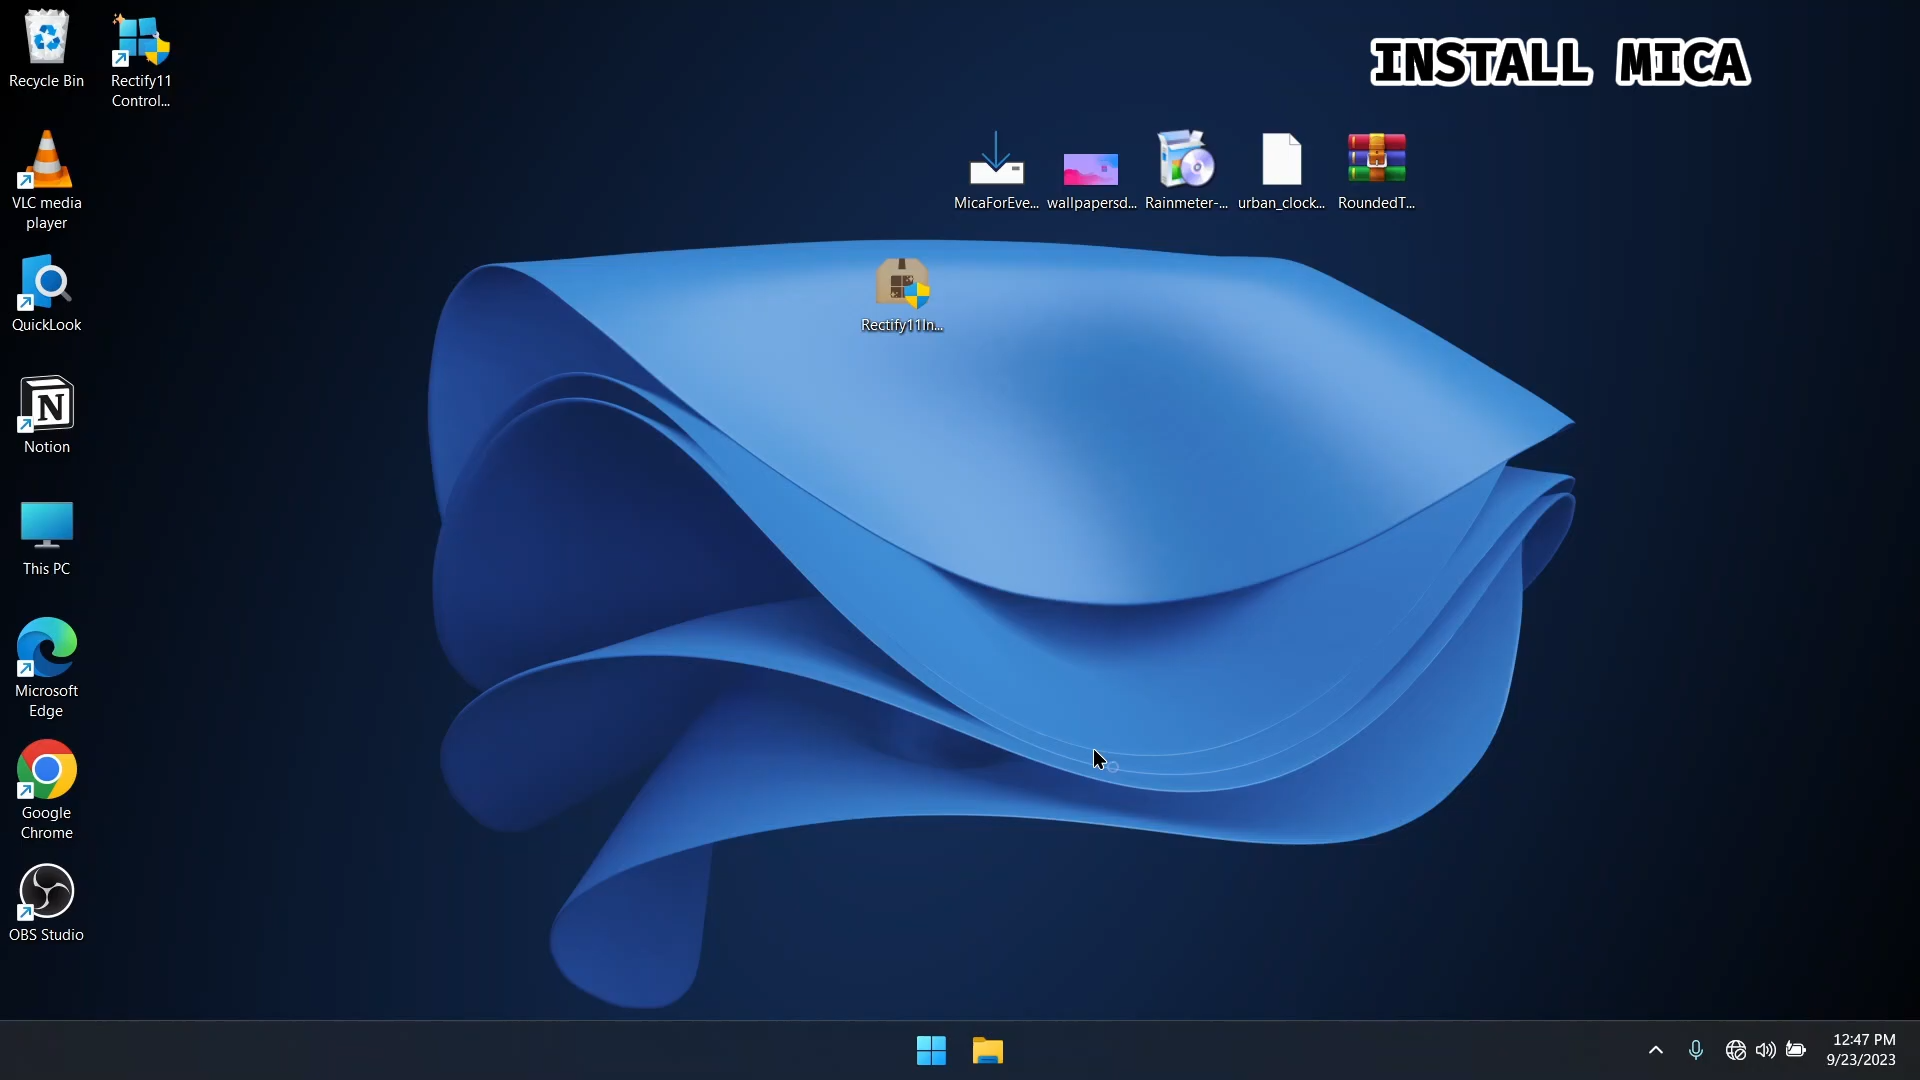 INSTALL MICA
Recycle Bin
Rectify11
Control...
VLC media
player
MicaForEve...
wallpapersd...
Rainmeter-...
urban_clock...
RoundedT...
QuickLook
Rectify11In...
N
Notion
This PC
Microsoft
Edge
Google
Chrome
OBS Studio
12:47 PM
9/23/2023